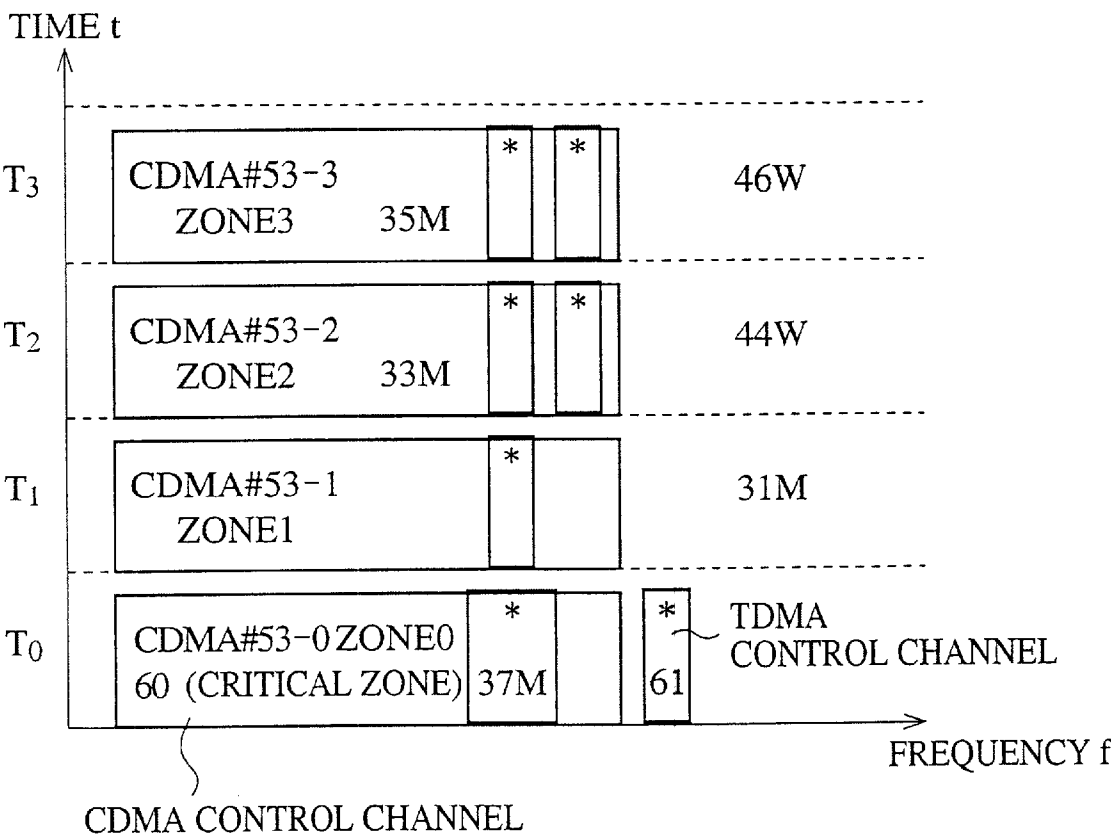 TIME t
T3
CDMA#53-3
ZONE3 35M
* *
46W
T2
CDMA#53-2
ZONE2 33M
* *
44W
T1
CDMA#53-1
ZONE1
*
31M
T0
CDMA#53-0 ZONE0
60 (CRITICAL ZONE)
*
37M
*
61
TDMA
CONTROL CHANNEL
FREQUENCY f
CDMA CONTROL CHANNEL